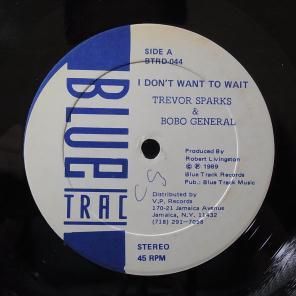 SIDE A
BTRD 044
I DON'T WANT TO WAIT
TREVOR SPARKS
&
BOBO GENERAL
BLUE
TRAC
Produced By
Robert Livingston
© ℗ 1989
Blue Track Records
Pub.: Blue Track Music
CS
Distributed by
V.P. Records
170-21 Jamaica Avenue
Jamaica, N.Y. 11432
(718) 291-7058
STEREO
45 RPM